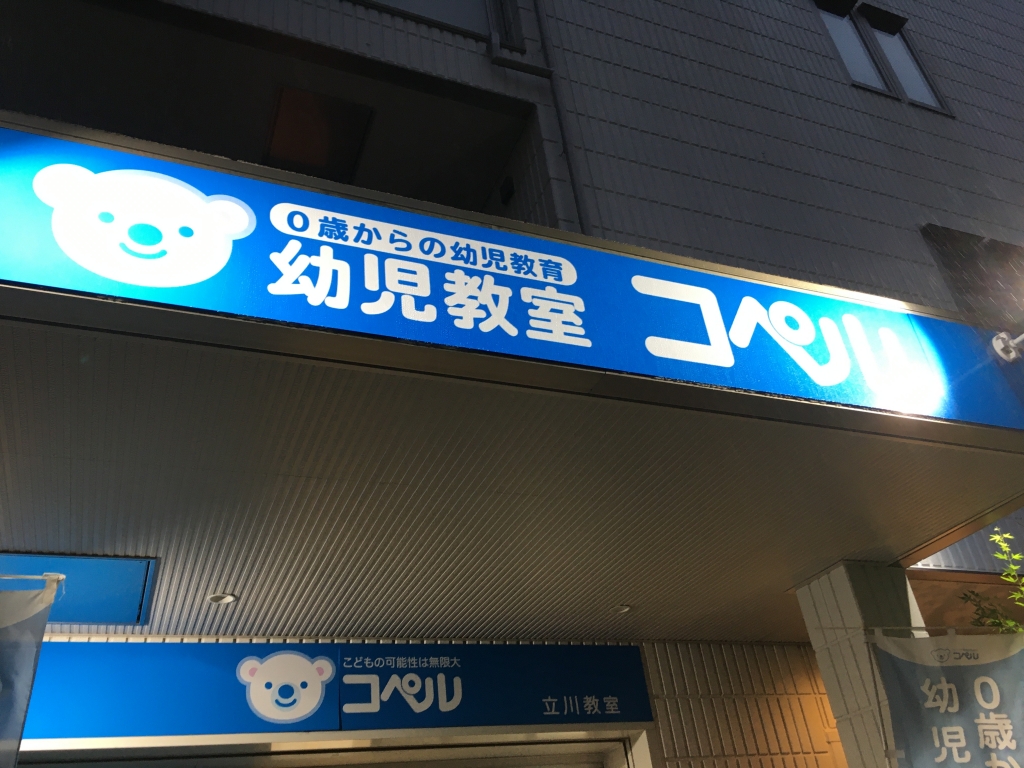 0歳からの幼児教育
幼児教室
コペル
こどもの可能性は無限大
コペル
立川教室
コペル
0歳か
幼児